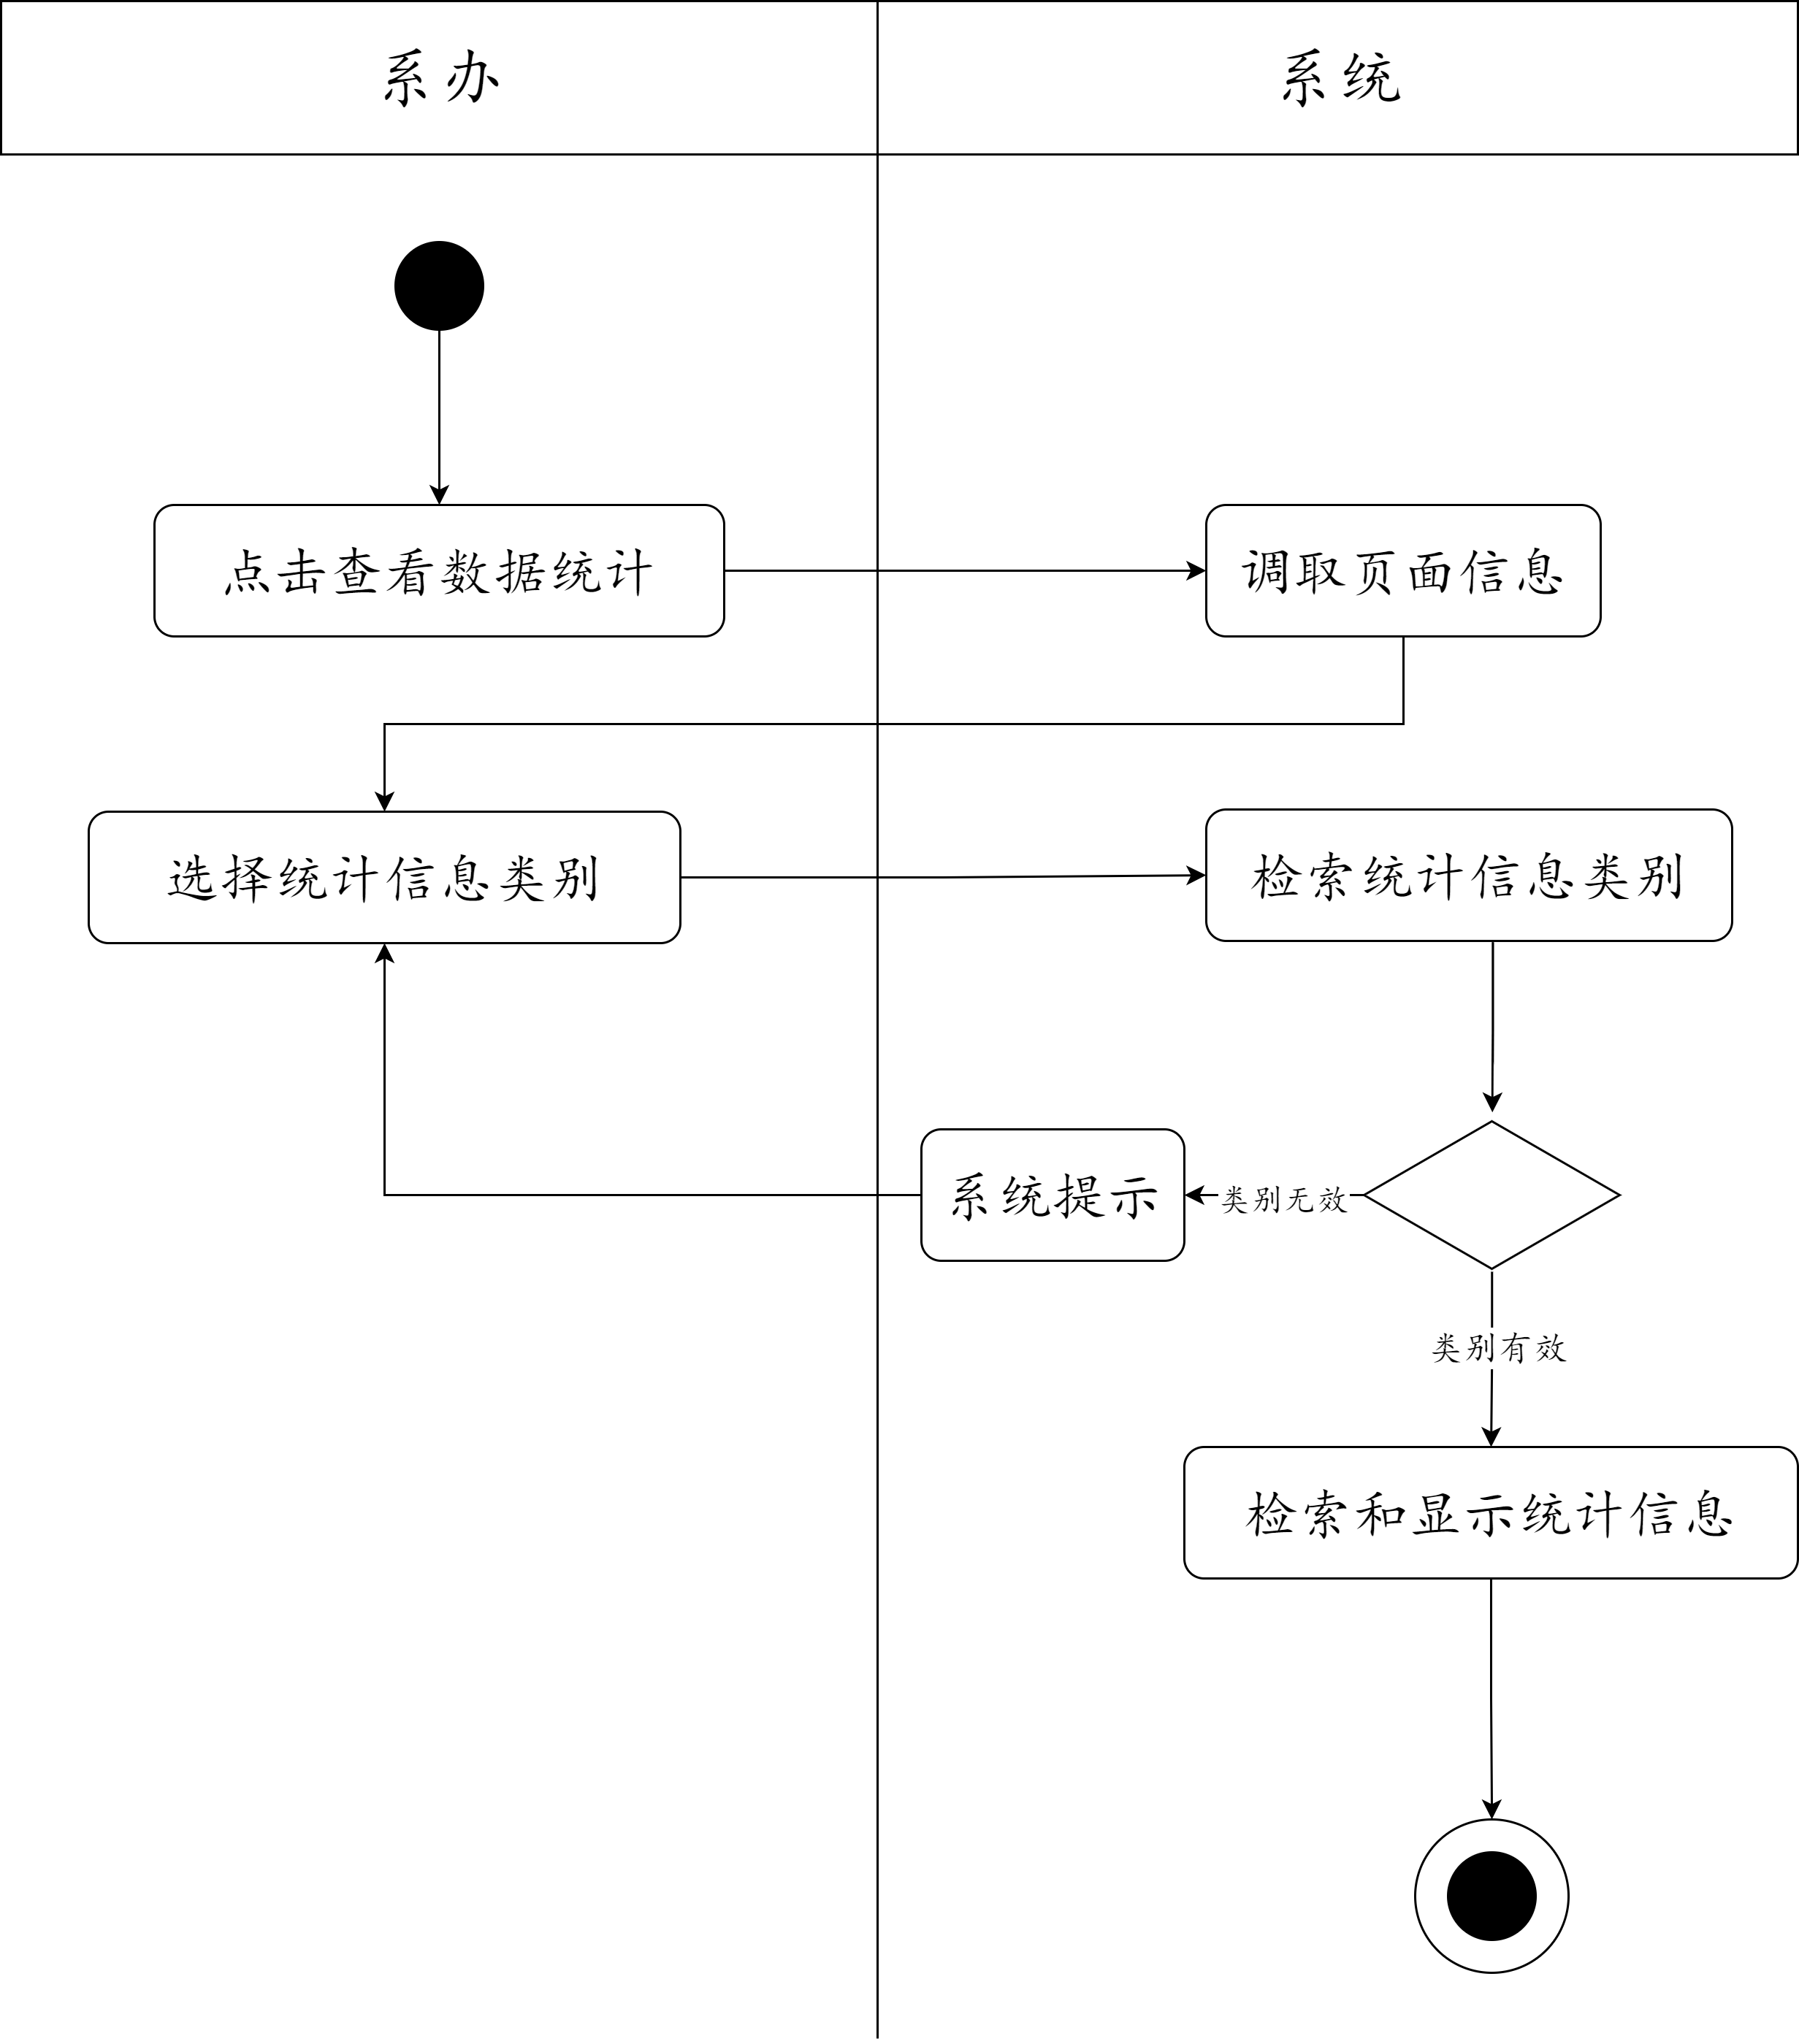 系办
系统
点击查看数据统计
调取页面信息
选择统计信息类别
检索统计信息类别
系统提示
类别无效
类别有效
检索和显示统计信息